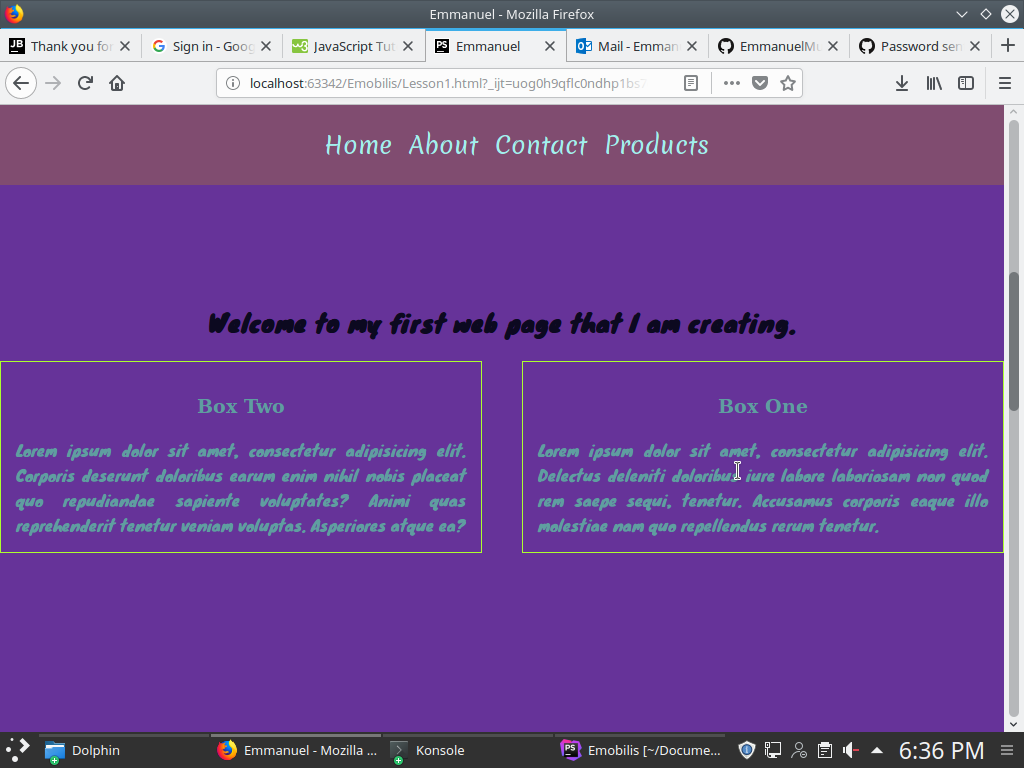 Emmanuel - Mozilla Firefox
JB Thank you for
G Sign in - Goog
JavaScript Tut
PS Emmanuel
Mail - Emman
EmmanuelMu
Password sen
localhost:63342/Emobilis/Lesson1.html?_ijt=uog0h9qflc0ndhp1bs7
Home About Contact Products
Welcome to my first web page that I am creating.
Box Two
Lorem ipsum dolor sit amet, consectetur adipisicing elit.
Corporis deserunt doloribus earum enim nihil nobis placeat
quo repudiandae sapiente voluptates? Animi quas
reprehenderit tenetur veniam voluptas. Asperiores atque ea?
Box One
Lorem ipsum dolor sit amet, consectetur adipisicing elit.
Delectus deleniti doloribus iure labore laboriosam non quod
rem saepe sequi, tenetur. Accusamus corporis eaque illo
molestiae nam quo repellendus rerum tenetur.
Dolphin
Emmanuel - Mozilla ...
Konsole
PS Emobilis [~/Docume...
6:36 PM